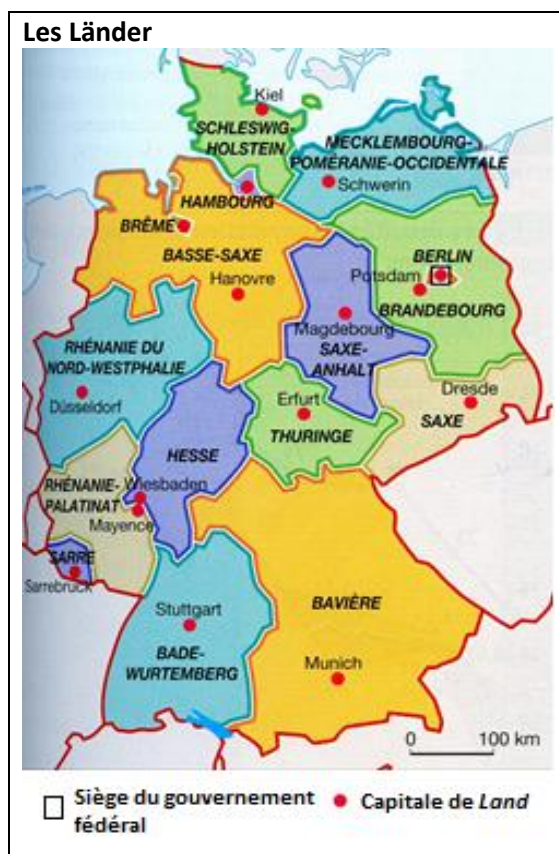 Les Länder
Kiel
SCHLESWIG-
HOLSTEIN
MECKLEMBOURG-
POMÉRANIE-OCCIDENTALE
Schwerin
HAMBOURG
BRÊME
BASSE-SAXE
Hanovre
BERLIN
Potsdam
BRANDEBOURG
Magdebourg
SAXE-
ANHALT
RHÉNANIE DU
NORD-WESTPHALIE
Düsseldorf
Erfurt
THURINGE
Dresde
SAXE
HESSE
Wiesbaden
RHÉNANIE-
PALATINAT
Mayence
SARRE
Sarrebruck
Stuttgart
BADE-
WURTEMBERG
BAVIÈRE
Munich
0 100 km
Siège du gouvernement
fédéral
Capitale de Land